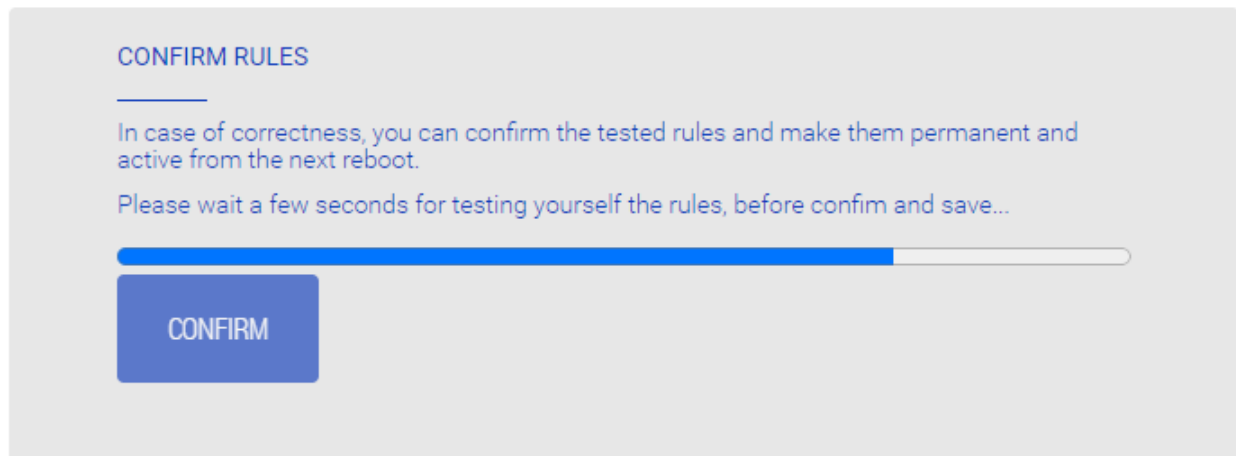 CONFIRM RULES
In case of correctness, you can confirm the tested rules and make them permanent and
active from the next reboot.
Please wait a few seconds for testing yourself the rules, before confim and save...
CONFIRM